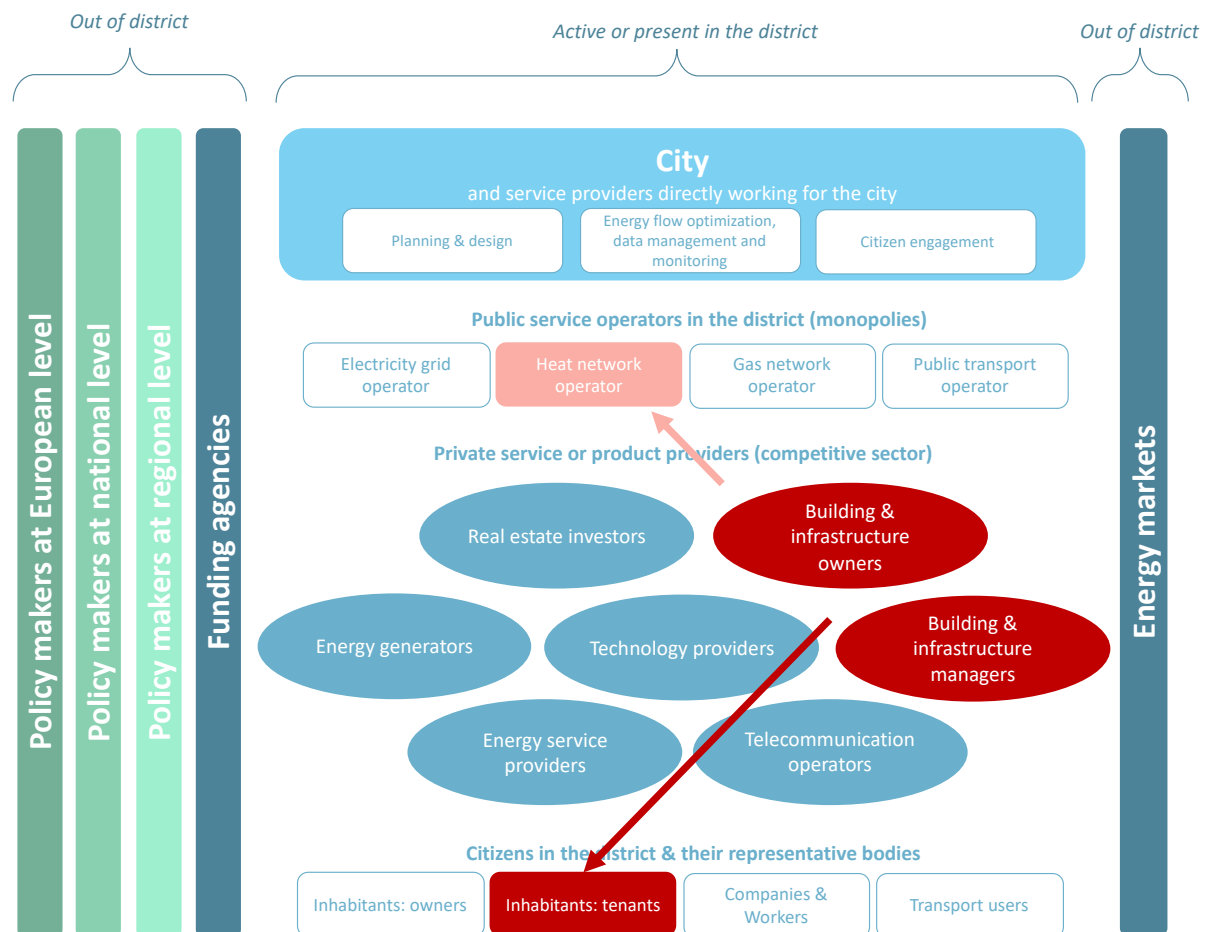 Out of district
Active or present in the district
Out of district
Policy makers at European level
Policy makers at national level
Policy makers at regional level
Funding agencies
City
and service providers directly working for the city
Planning & design
Energy flow optimization,
data management and
monitoring
Citizen engagement
Public service operators in the district (monopolies)
Electricity grid
operator
Heat network
operator
Gas network
operator
Public transport
operator
Private service or product providers (competitive sector)
Real estate investors
Building &
infrastructure
owners
Energy generators
Technology providers
Building &
infrastructure
managers
Energy service
providers
Telecommunication
operators
Citizens in the district & their representative bodies
Inhabitants: owners
Inhabitants: tenants
Companies &
Workers
Transport users
Energy markets